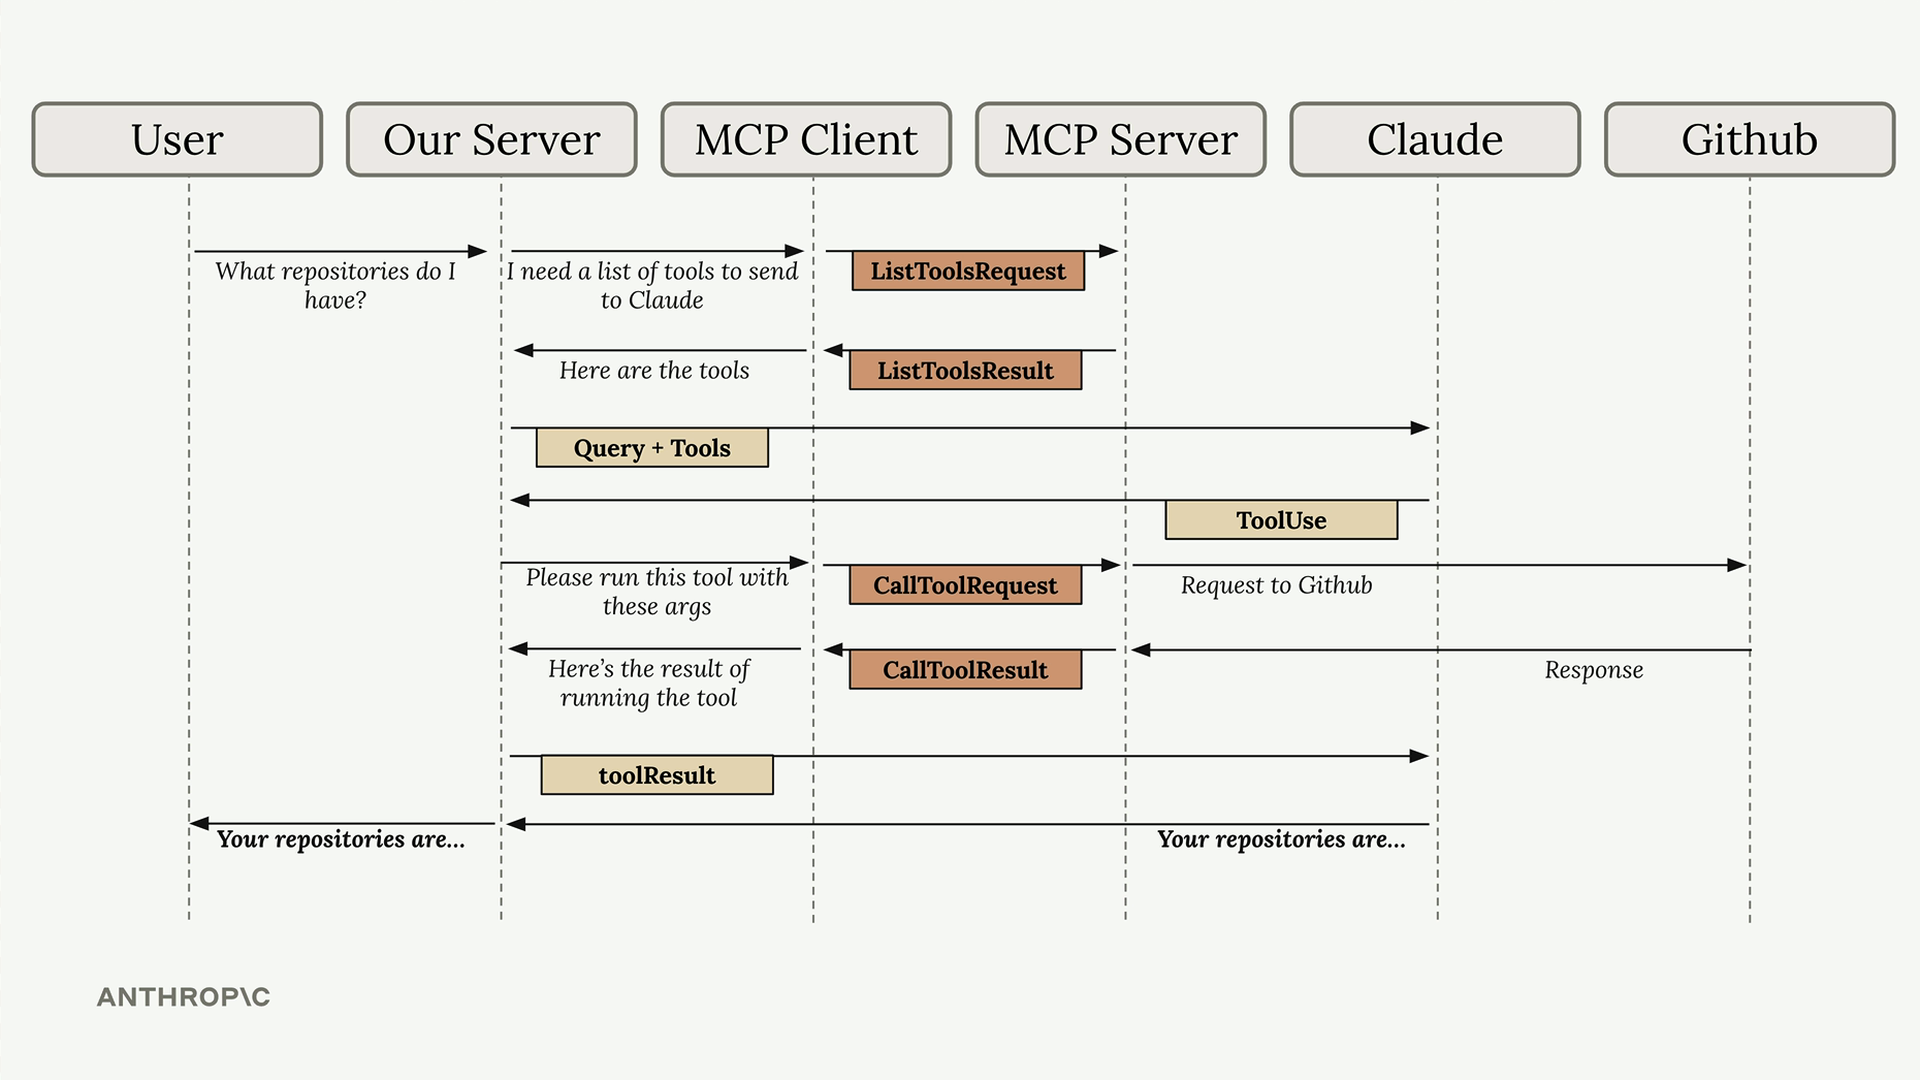 User
Our Server
MCP Client
MCP Server
Claude
Github
What repositories do I
have?
I need a list of tools to send
to Claude
ListToolsRequest
Here are the tools
ListToolsResult
Query + Tools
ToolUse
Please run this tool with
these args
CallToolRequest
Request to Github
Here’s the result of
running the tool
CallToolResult
Response
toolResult
Your repositories are...
Your repositories are...
ANTHROP\C